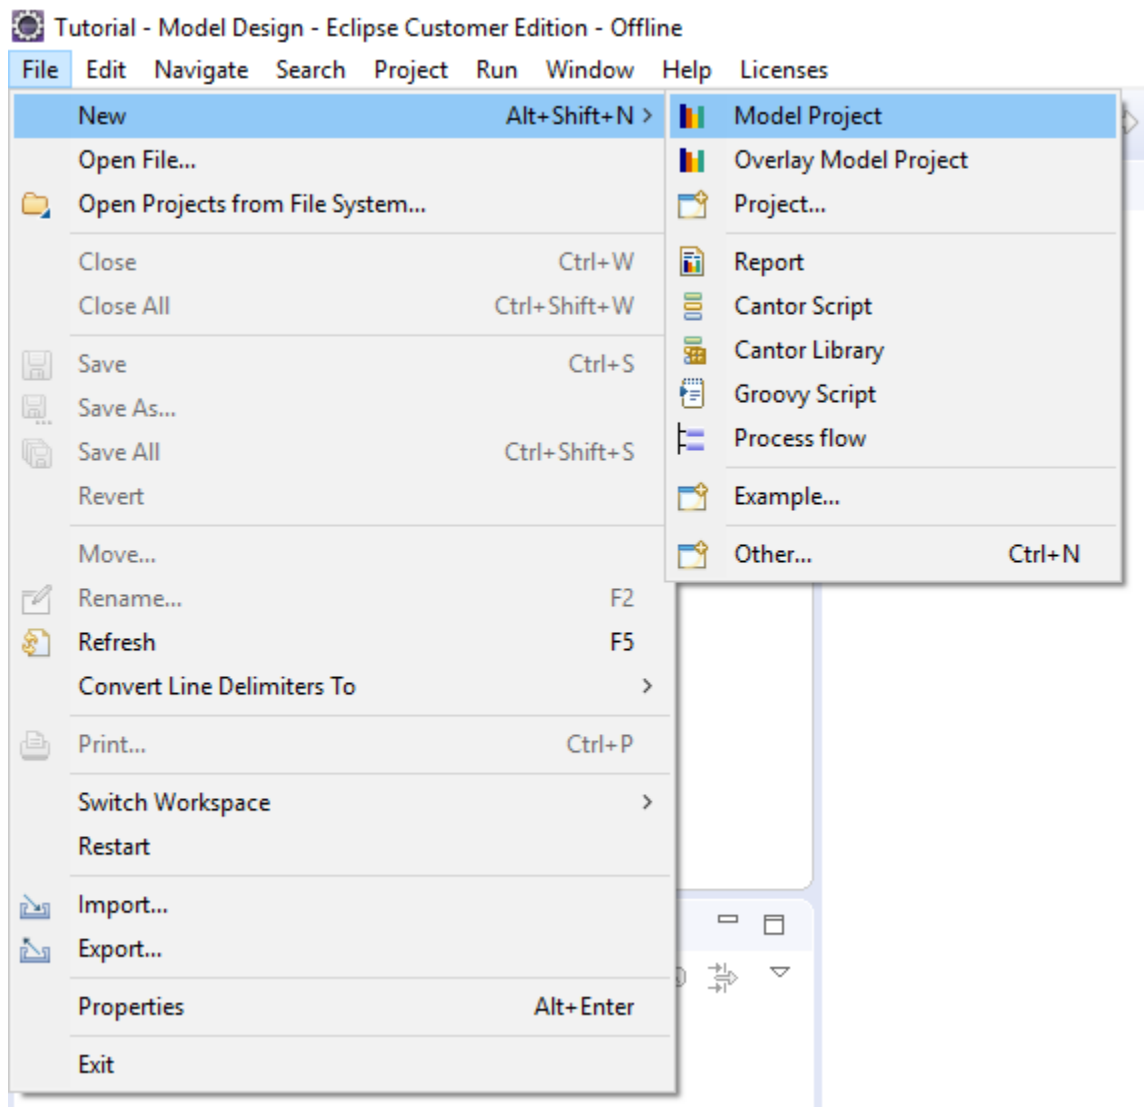 Tutorial - Model Design - Eclipse Customer Edition - Offline
File Edit Navigate Search Project Run Window Help Licenses
New Alt+Shift+N >
Open File...
Open Projects from File System...
Close Ctrl+W
Close All Ctrl+Shift+W
Save Ctrl+S
Save As...
Save All Ctrl+Shift+S
Revert
Move...
Rename... F2
Refresh F5
Convert Line Delimiters To >
Print... Ctrl+P
Switch Workspace >
Restart
Import...
Export...
Properties Alt+Enter
Exit
Model Project
Overlay Model Project
Project...
Report
Cantor Script
Cantor Library
Groovy Script
Process flow
Example...
Other... Ctrl+N